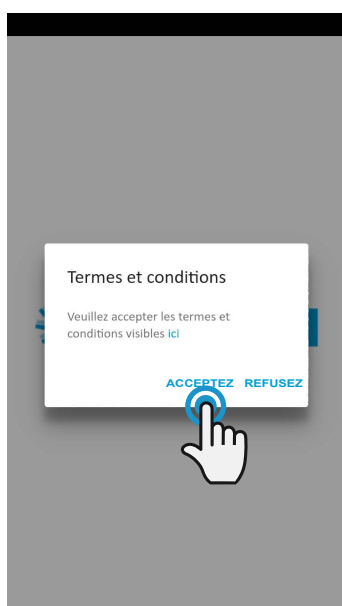 Termes et conditions
Veuillez accepter les termes et
conditions visibles ici
ACCEPTEZ REFUSEZ